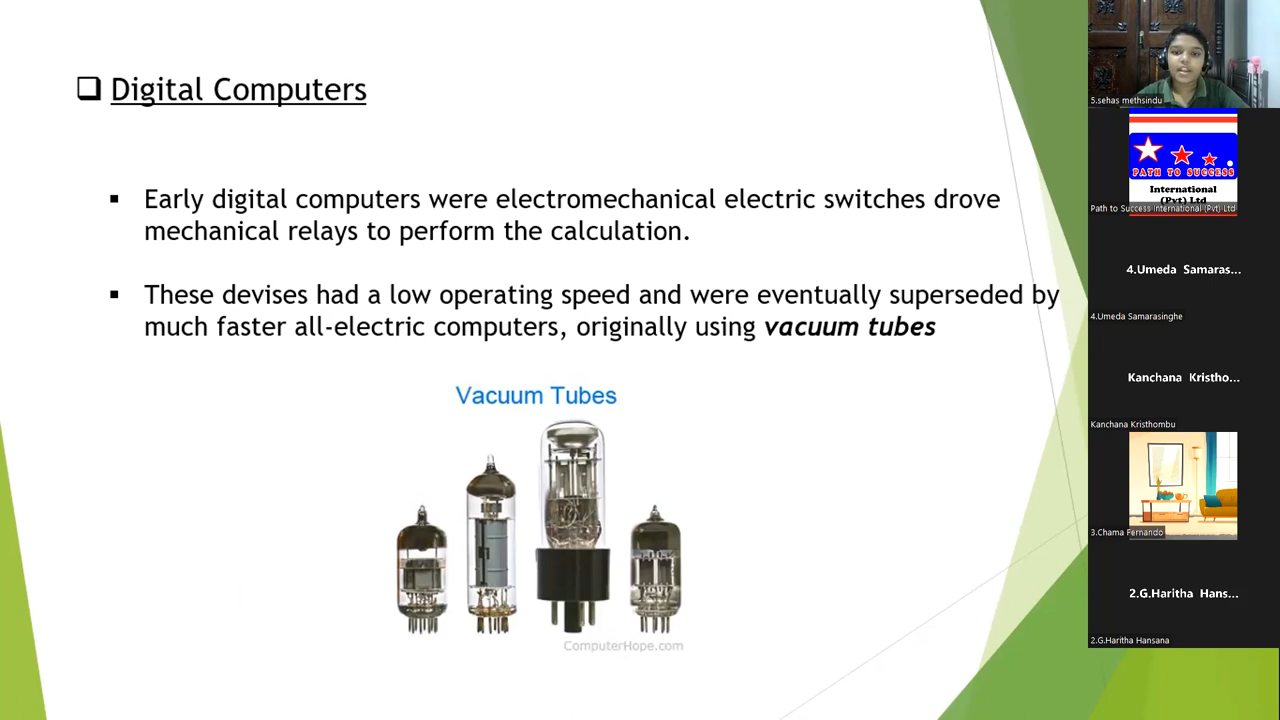 Digital Computers
Early digital computers were electromechanical electric switches drove
mechanical relays to perform the calculation.
These devises had a low operating speed and were eventually superseded by
much faster all-electric computers, originally using vacuum tubes
Vacuum Tubes
ComputerHope.com
5.sehas methsindu
PATH TO SUCCESS
International
(Pvt) Ltd
Path to Success International (Pvt) Ltd
4.Umeda Samaras...
4.Umeda Samarasinghe
Kanchana Kristho...
Kanchana Kristhombu
3.Chama Fernando
2.G.Haritha Hans...
2.G.Haritha Hansana